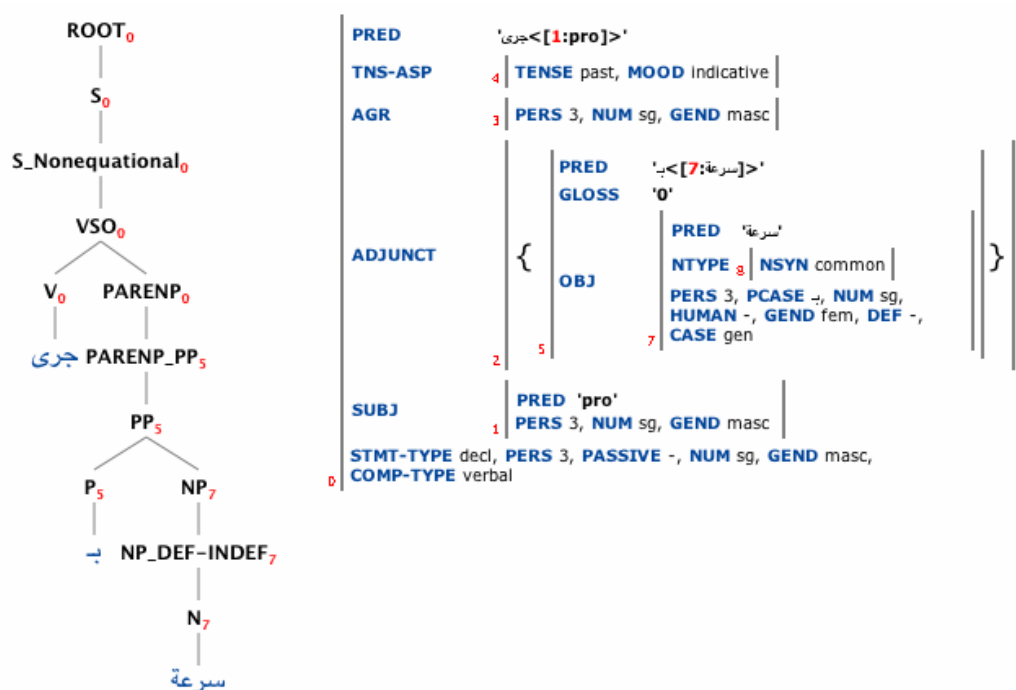 ROOT0
S0
S_Nonequational0
VSO0
V0 PARENP0
جرى PARENP_PP5
PP5
P5 NP7
بـ NP_DEF-INDEF7
N7
سرعة
PRED 'جرى<[1:pro]>'
TNS-ASP 4 TENSE past, MOOD indicative
AGR 3 PERS 3, NUM sg, GEND masc
ADJUNCT 2 { }
5 PRED 'بـ<[7:سرعة]>'
GLOSS '0'
OBJ 7
PRED 'سرعة'
NTYPE 8 NSYN common
PERS 3, PCASE بـ, NUM sg,
HUMAN -, GEND fem, DEF -,
CASE gen
SUBJ 1
PRED 'pro'
PERS 3, NUM sg, GEND masc
STMT-TYPE decl, PERS 3, PASSIVE -, NUM sg, GEND masc,
0 COMP-TYPE verbal